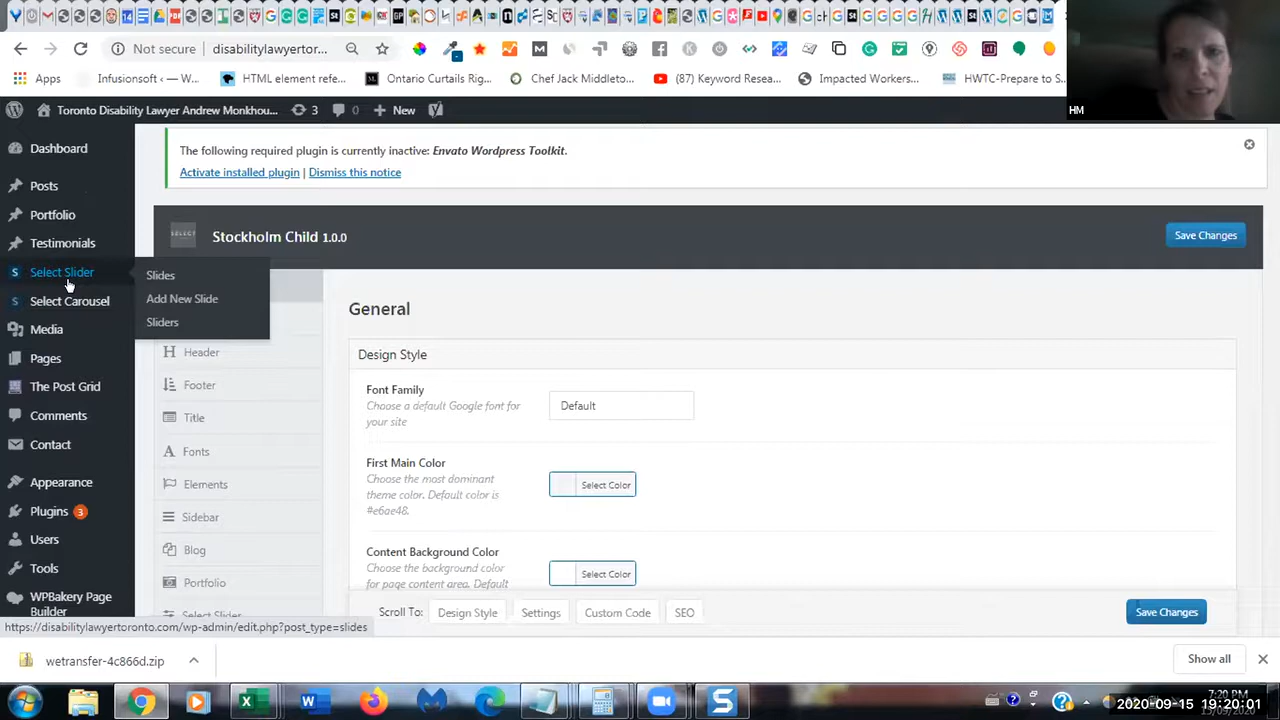 Not secure
disabilitylawyertor...
Apps
Infusionsoft ‹ — W...
HTML element refe...
Ontario Curtails Rig...
Chef Jack Middleto...
(87) Keyword Resea...
Impacted Workers...
HWTC-Prepare to S...
HM
Toronto Disability Lawyer Andrew Monkhou...
3
0
New
Dashboard
Posts
Portfolio
Testimonials
Select Slider
Select Carousel
Media
Pages
The Post Grid
Comments
Contact
Appearance
Plugins 3
Users
Tools
WPBakery Page
Builder
Slides
Add New Slide
Sliders
The following required plugin is currently inactive: Envato Wordpress Toolkit.
Activate installed plugin | Dismiss this notice
SELECT
Stockholm Child 1.0.0
Save Changes
Header
Footer
Title
Fonts
Elements
Sidebar
Blog
Portfolio
Select Slider
General
Design Style
Font Family
Choose a default Google font for
your site
Default
First Main Color
Choose the most dominant
theme color. Default color is
#e6ae48.
Select Color
Content Background Color
Choose the background color
for page content area. Default
Select Color
Scroll To:
Design Style
Settings
Custom Code
SEO
Save Changes
https://disabilitylawyertoronto.com/wp-admin/edit.php?post_type=slides
wetransfer-4c866d.zip
Show all
7:20 PM
2020-09-15 19:20:01